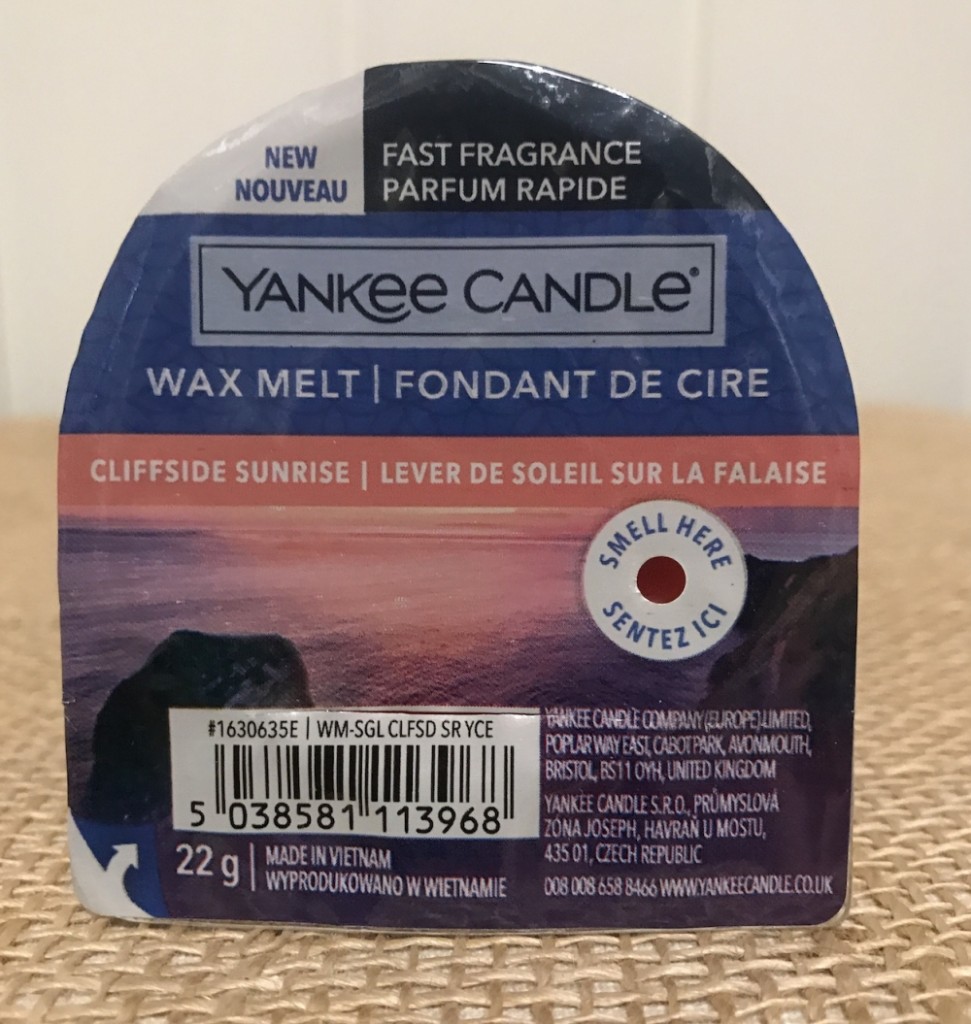 NEW
NOUVEAU
FAST FRAGRANCE
PARFUM RAPIDE
YANKEE CANDLE®
WAX MELT | FONDANT DE CIRE
CLIFFSIDE SUNRISE | LEVER DE SOLEIL SUR LA FALAISE
SMELL HERE
SENTEZ ICI
#1630635E | WM-SGL CLFSD SR YCE
5 038581 113968
22 g
MADE IN VIETNAM
WYPRODUKOWANO W WIETNAMIE
YANKEE CANDLE COMPANY (EUROPE) LIMITED,
POPLAR WAY EAST, CABOT PARK, AVONMOUTH,
BRISTOL, BS11 0YH, UNITED KINGDOM
YANKEE CANDLE S.R.O., PRŮMYSLOVÁ
ZÓNA JOSEPH, HAVRAŇ U MOSTU,
435 01, CZECH REPUBLIC
008 008 658 8466 WWW.YANKEECANDLE.CO.UK